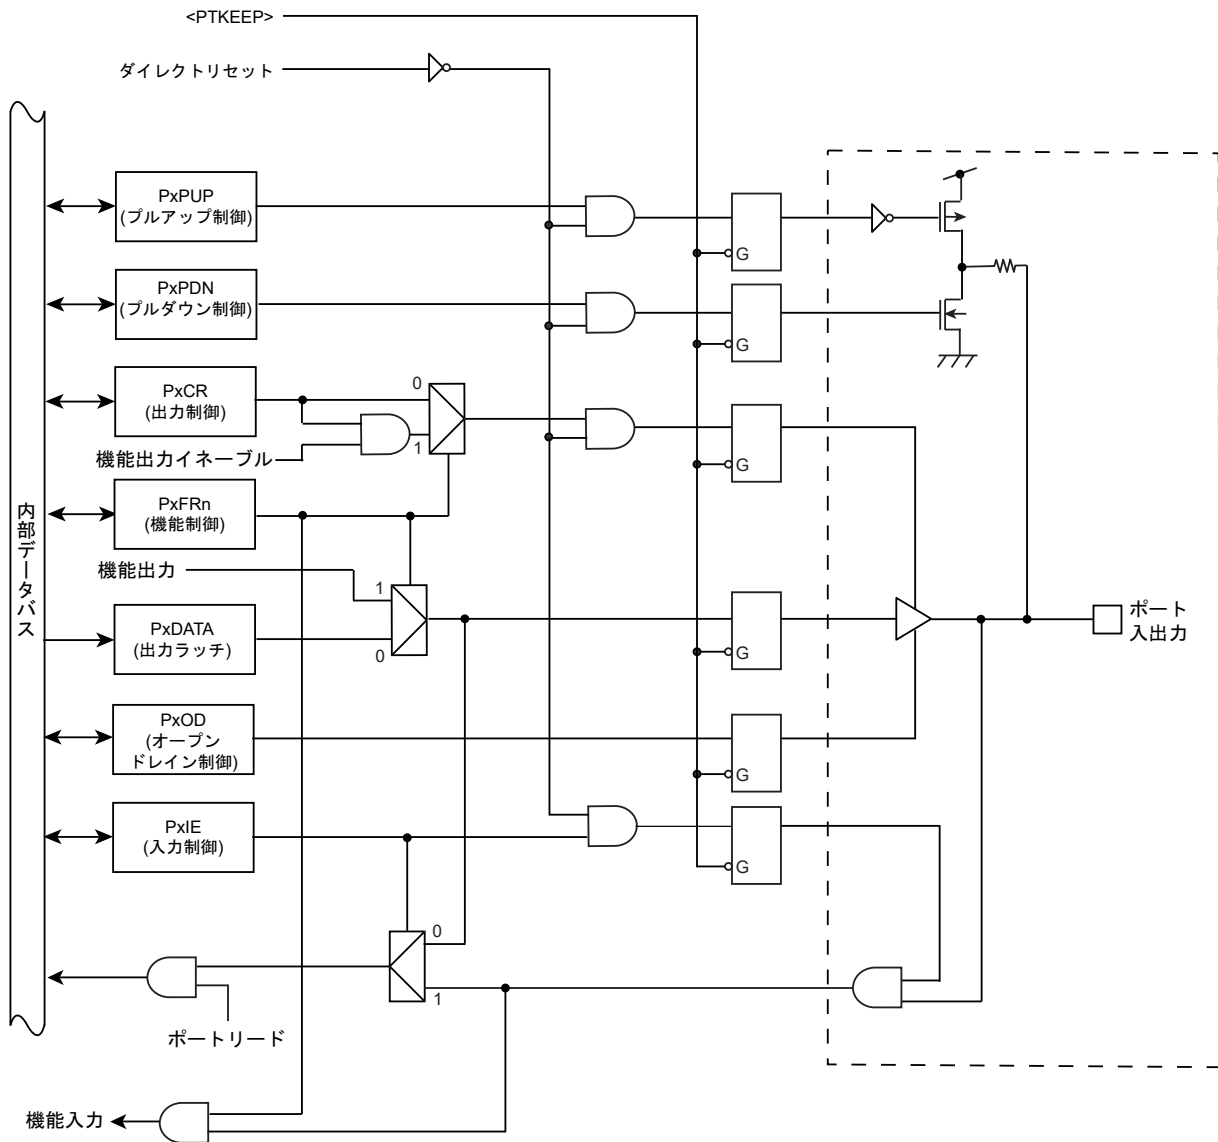 <PTKEEP>
ダイレクトリセット
PxPUP
(プルアップ制御)
G
PxPDN
(プルダウン制御)
G
PxCR
(出力制御)
0
1
機能出力イネーブル
G
PxFRn
(機能制御)
機能出力
1
0
PxDATA
(出力ラッチ)
G
ポート
入出力
内部データバス
PxOD
(オープン
ドレイン制御)
G
PxIE
(入力制御)
G
0
1
ポートリード
機能入力